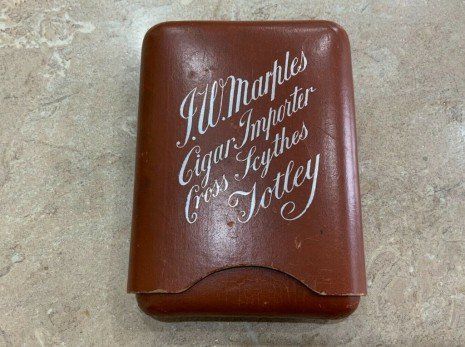 J.W. Marples
Cigar Importer
Cross Scythes
Totley